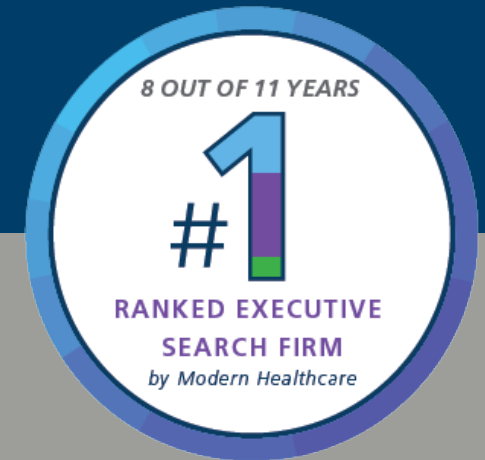 8 OUT OF 11 YEARS
#1
RANKED EXECUTIVE
SEARCH FIRM
by Modern Healthcare